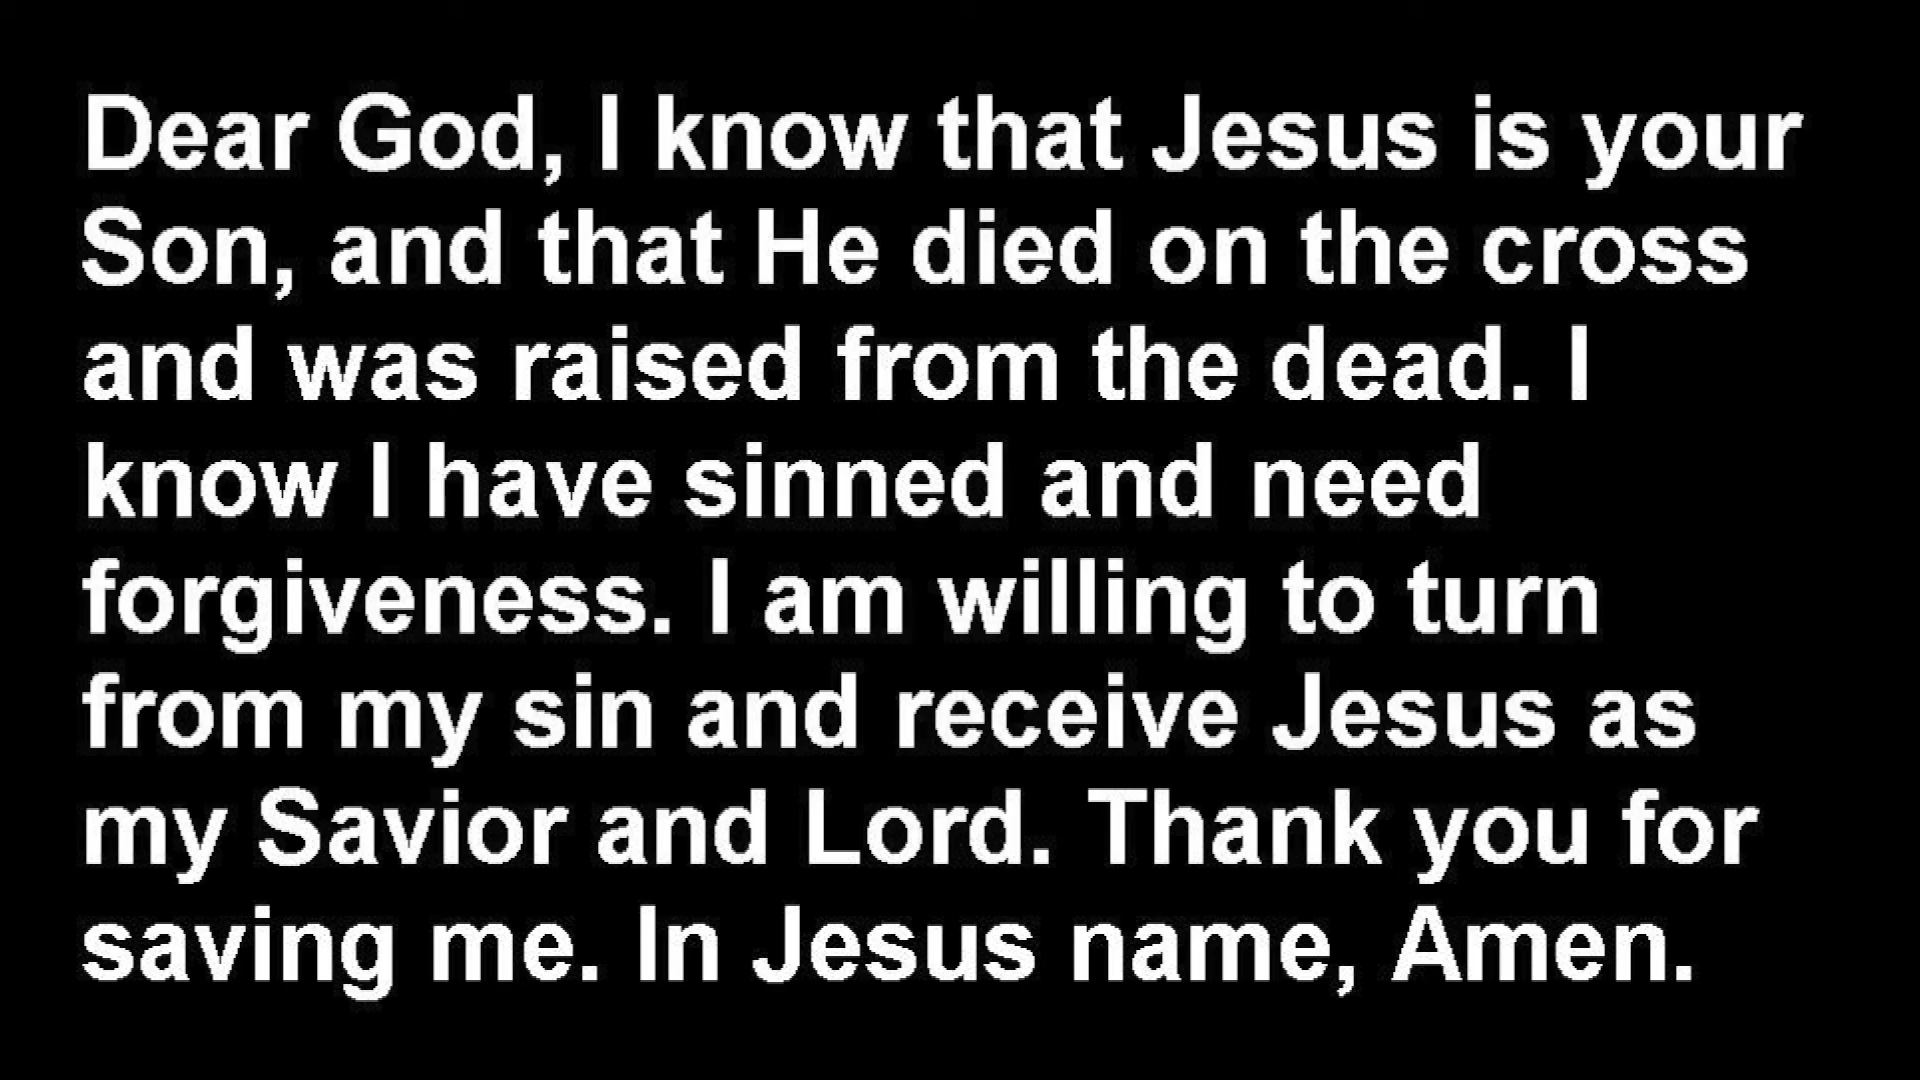 Dear God, I know that Jesus is your
Son, and that He died on the cross
and was raised from the dead. I
know I have sinned and need
forgiveness. I am willing to turn
from my sin and receive Jesus as
my Savior and Lord. Thank you for
saving me. In Jesus name, Amen.